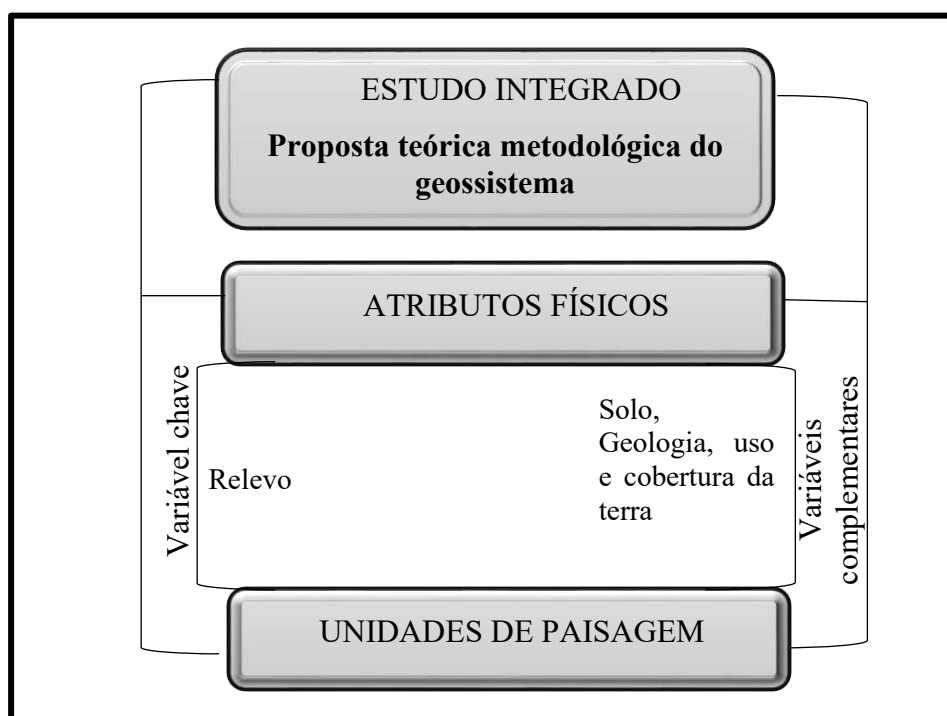 ESTUDO INTEGRADO
Proposta teórica metodológica do
geossistema
ATRIBUTOS FÍSICOS
Variável chave
Relevo
Solo,
Geologia, uso
e cobertura da
terra
Variáveis
complementares
UNIDADES DE PAISAGEM